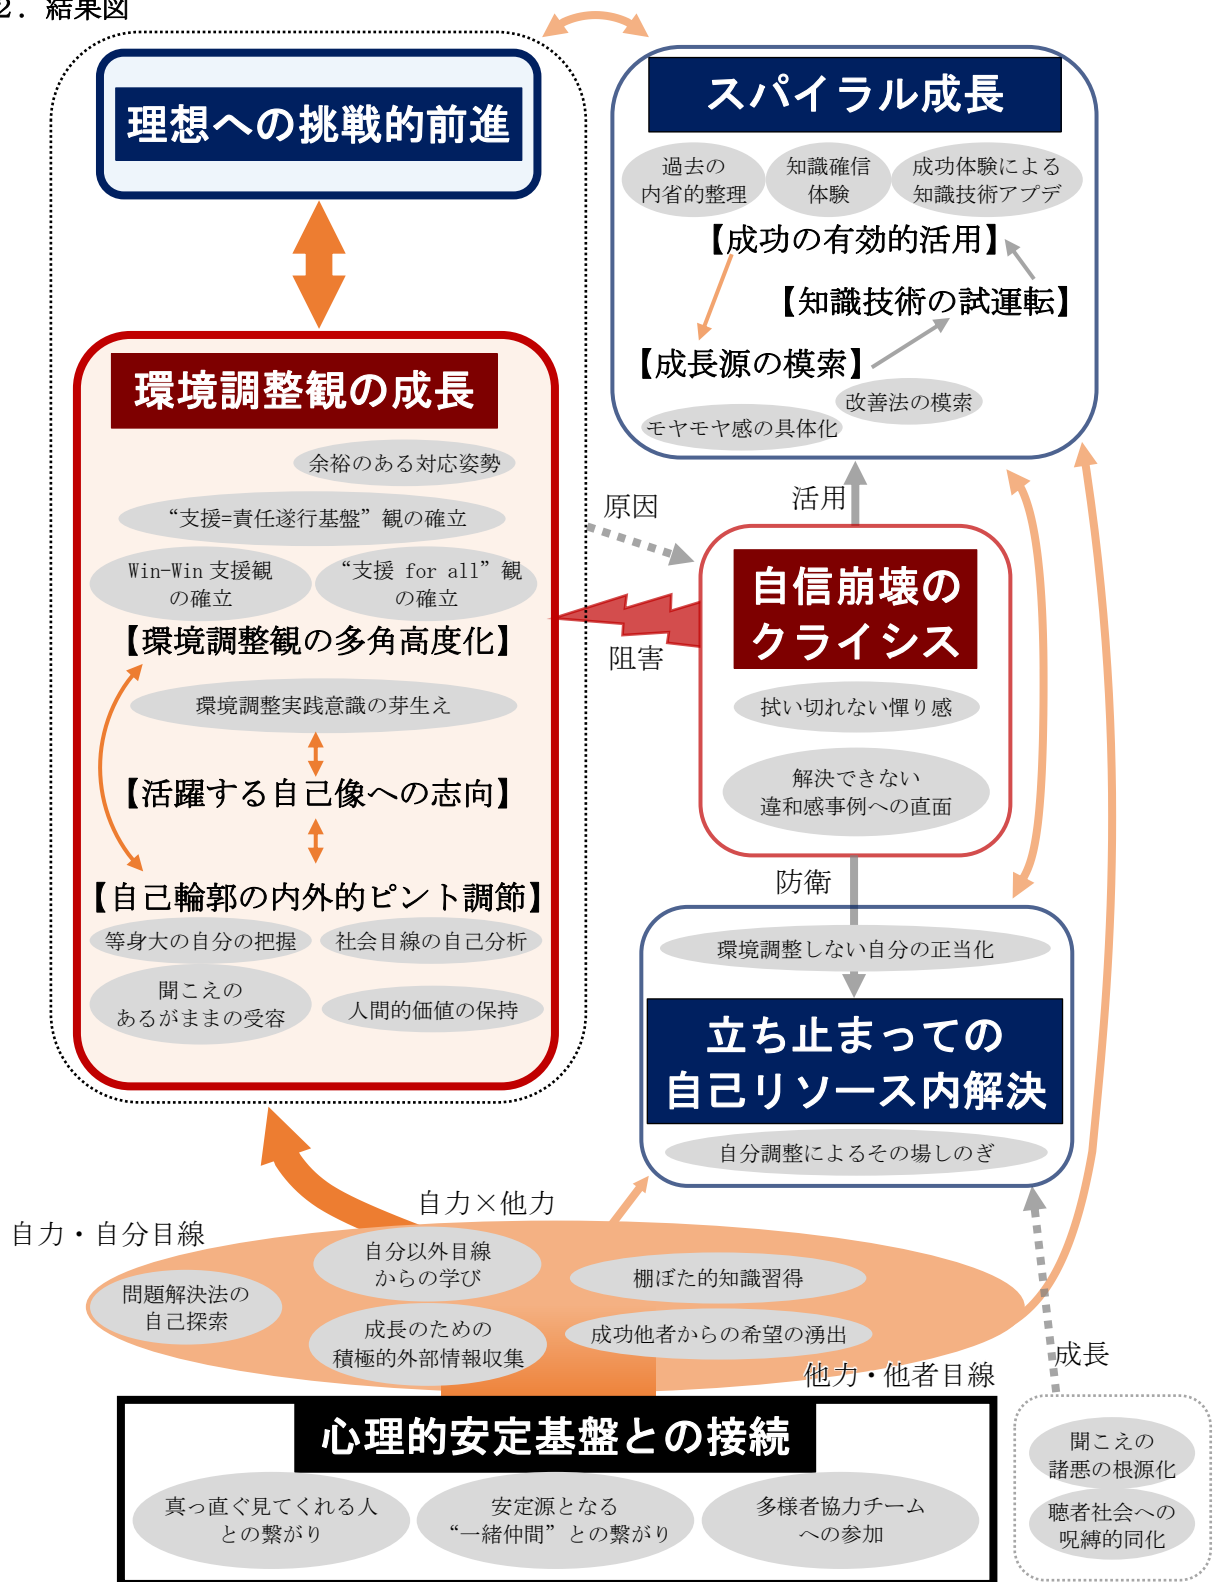 2．結果図
理想への挑戦的前進
環境調整観の成長
余裕のある対応姿勢
“支援=責任遂行基盤”観の確立
Win-Win 支援観
の確立
“支援 for all”観
の確立
【環境調整観の多角高度化】
環境調整実践意識の芽生え
【活躍する自己像への志向】
【自己輪郭の内外的ピント調節】
等身大の自分の把握
社会目線の自己分析
聞こえの
あるがままの受容
人間的価値の保持
スパイラル成長
過去の
内省的整理
知識確信
体験
成功体験による
知識技術アプデ
【成功の有効的活用】
【知識技術の試運転】
【成長源の模索】
改善法の模索
モヤモヤ感の具体化
原因
活用
阻害
自信崩壊の
クライシス
拭い切れない憚り感
解決できない
違和感事例への直面
防衛
環境調整しない自分の正当化
立ち止まっての
自己リソース内解決
自分調整によるその場しのぎ
自力×他力
自力・自分目線
問題解決法の
自己探索
自分以外目線
からの学び
成長のための
積極的外部情報収集
棚ぼた的知識習得
成功他者からの希望の湧出
他力・他者目線
成長
心理的安定基盤との接続
真っ直ぐ見てくれる人
との繋がり
安定源となる
“一緒仲間”との繋がり
多様者協力チーム
への参加
聞こえの
諸悪の根源化
聴者社会への
呪縛的同化